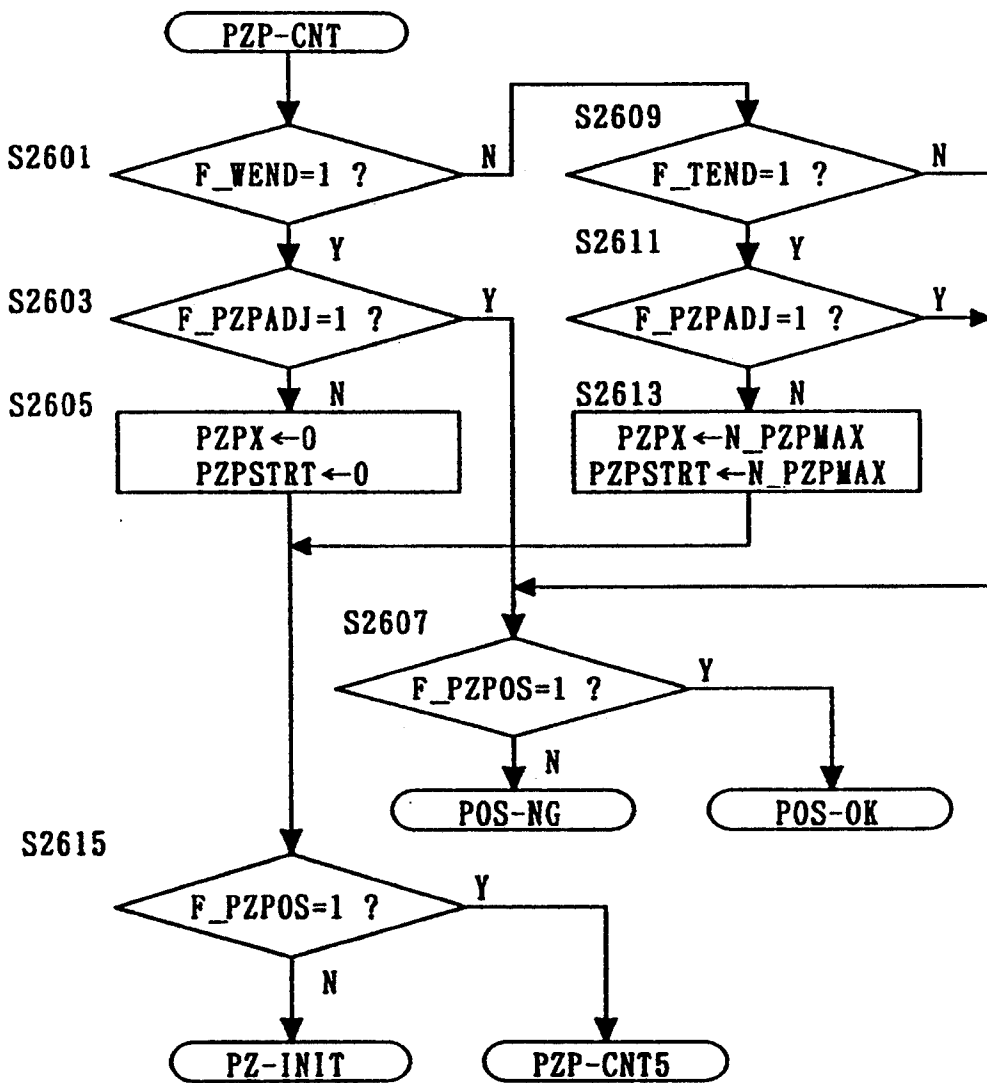 PZP-CNT
S2601
F_WEND=1 ?
N
Y
S2609
F_TEND=1 ?
N
Y
S2603
F_PZPADJ=1 ?
Y
N
S2611
F_PZPADJ=1 ?
Y
N
S2605
PZPX←0
PZPSTRT←0
S2613
PZPX←N_PZPMAX
PZPSTRT←N_PZPMAX
S2607
F_PZPOS=1 ?
Y
N
POS-NG
POS-OK
S2615
F_PZPOS=1 ?
Y
N
PZ-INIT
PZP-CNT5